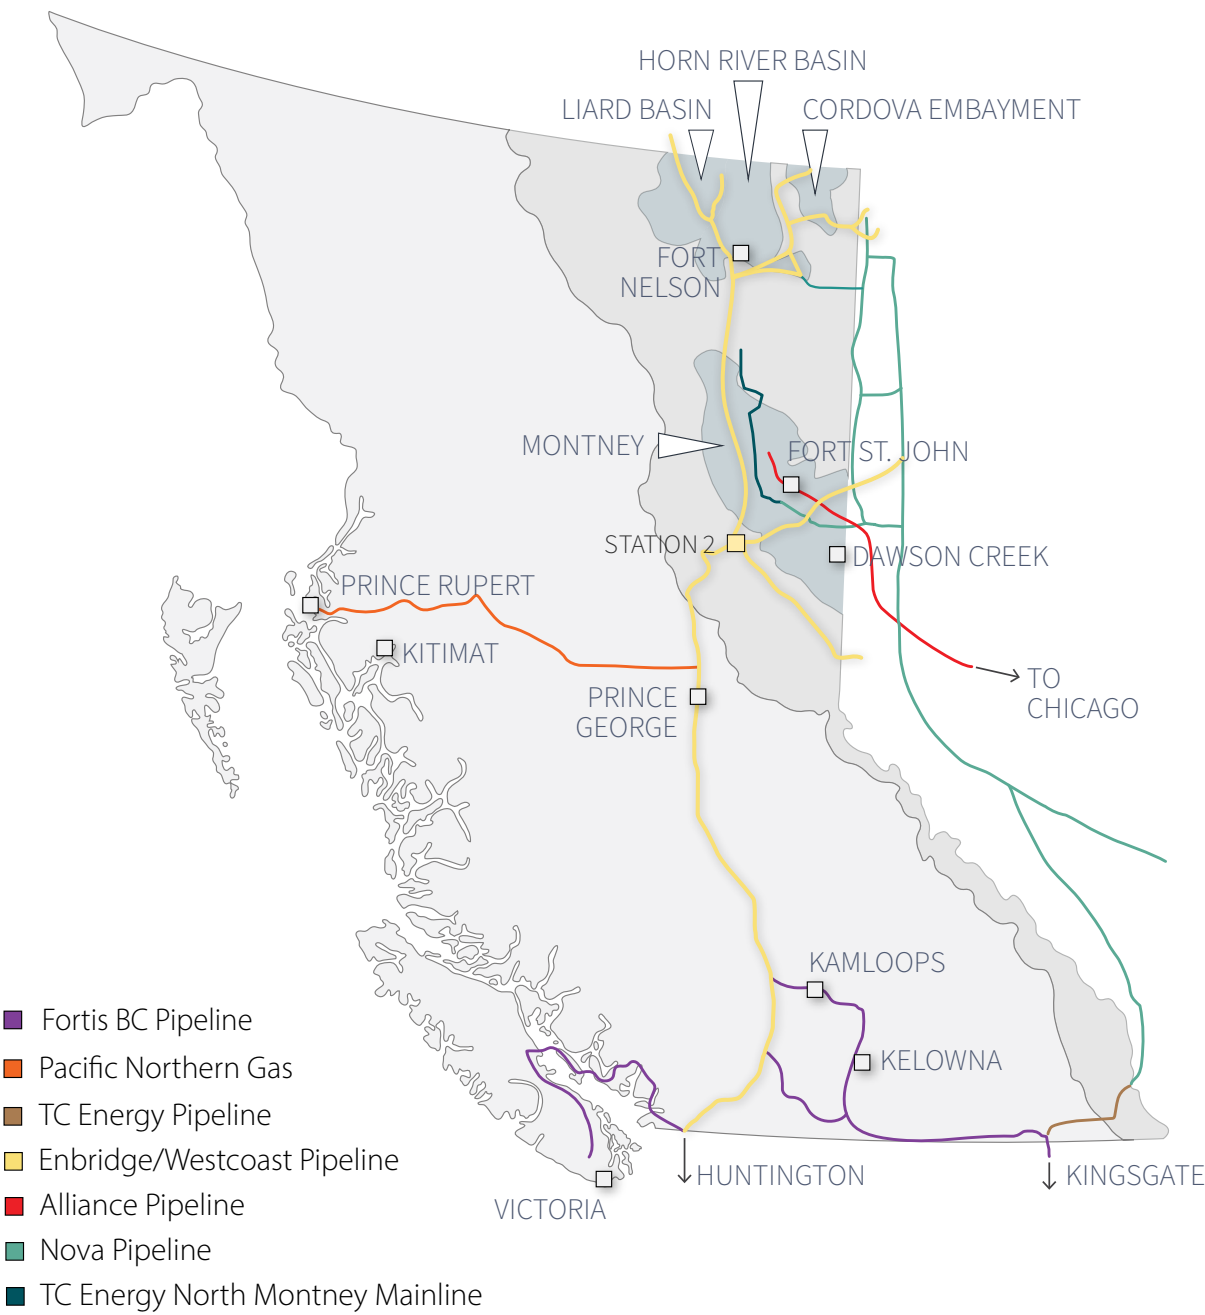 HORN RIVER BASIN
LIARD BASIN
CORDOVA EMBAYMENT
FORT
NELSON
MONTNEY
FORT ST. JOHN
STATION 2
DAWSON CREEK
PRINCE RUPERT
KITIMAT
TO
CHICAGO
PRINCE
GEORGE
KAMLOOPS
KELOWNA
HUNTINGTON
KINGSGATE
VICTORIA
Fortis BC Pipeline
Pacific Northern Gas
TC Energy Pipeline
Enbridge/Westcoast Pipeline
Alliance Pipeline
Nova Pipeline
TC Energy North Montney Mainline